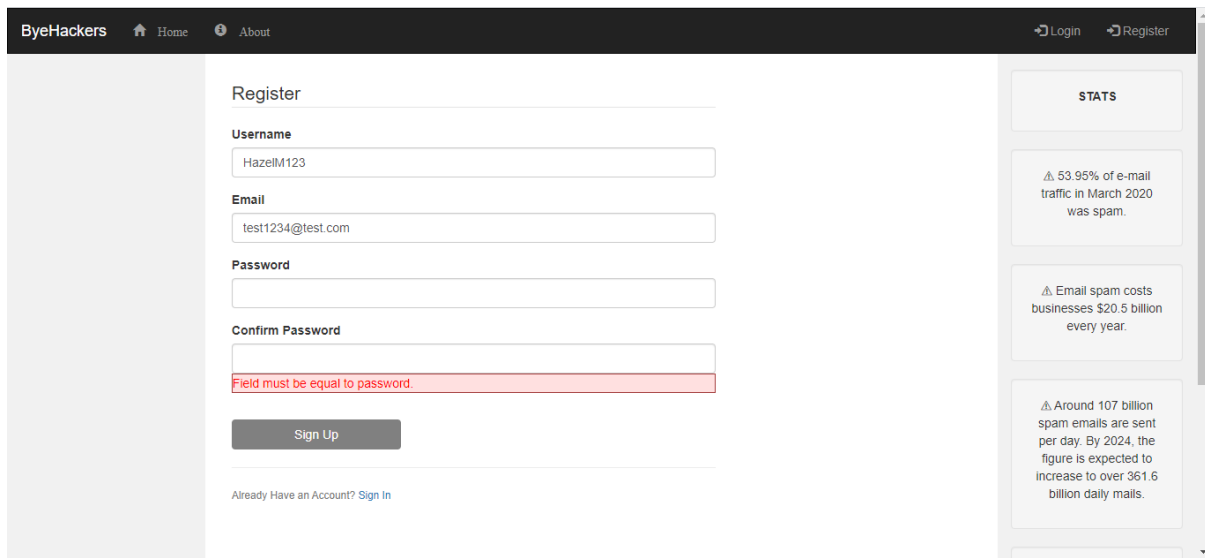 ByeHackers Home About Login Register
Register
Username
HazelM123
Email
test1234@test.com
Password
Confirm Password
Field must be equal to password.
Sign Up
Already Have an Account? Sign In
STATS
⚠ 53.95% of e-mail
traffic in March 2020
was spam.
⚠ Email spam costs
businesses $20.5 billion
every year.
⚠ Around 107 billion
spam emails are sent
per day. By 2024, the
figure is expected to
increase to over 361.6
billion daily mails.